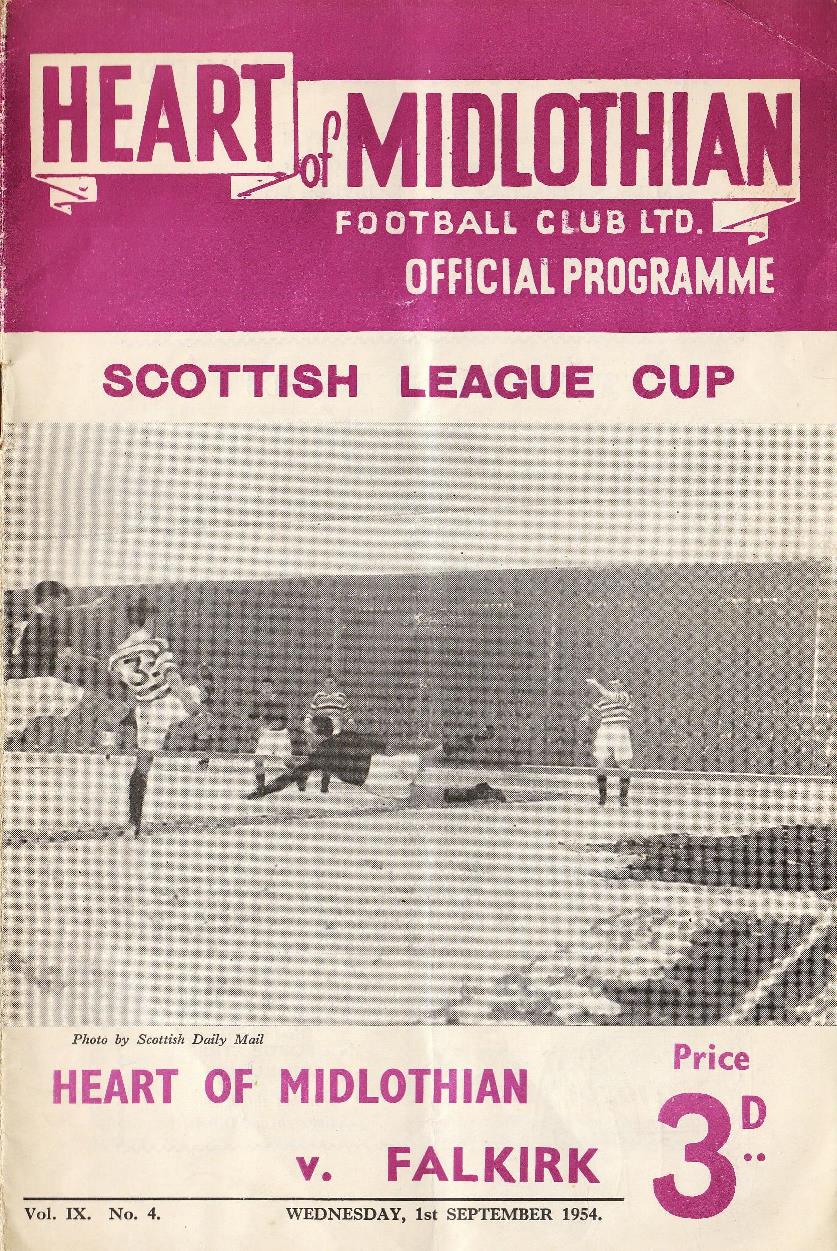 HEART of MIDLOTHIAN
FOOTBALL CLUB LTD.
OFFICIAL PROGRAMME
SCOTTISH LEAGUE CUP
3
Photo by Scottish Daily Mail
HEART OF MIDLOTHIAN
v. FALKIRK
Price
3D
Vol. IX. No. 4.
WEDNESDAY, 1st SEPTEMBER 1954.